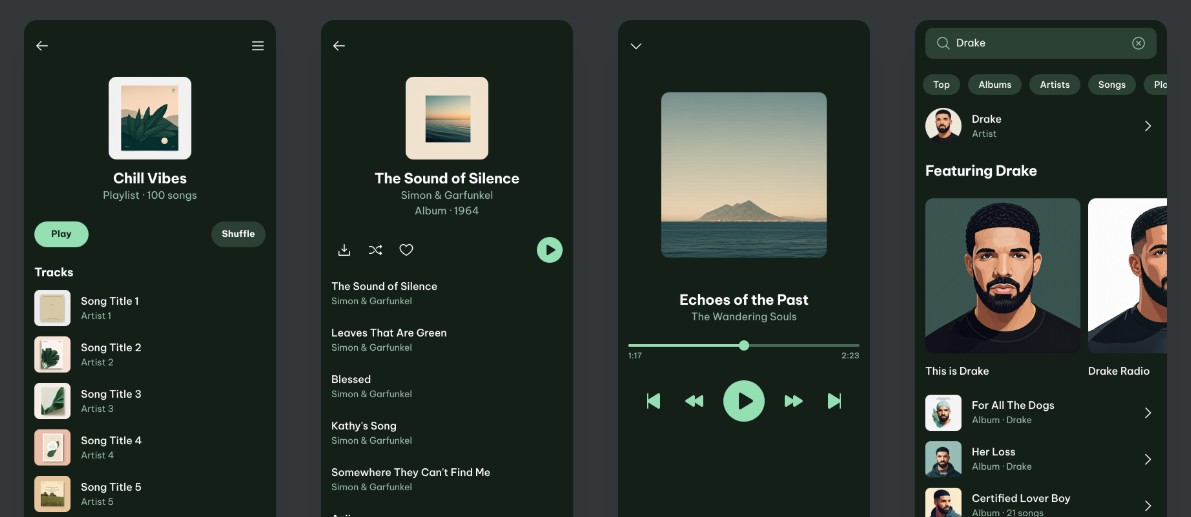 Chill Vibes
Playlist · 100 songs
Play
Shuffle
Tracks
Song Title 1
Artist 1
Song Title 2
Artist 2
Song Title 3
Artist 3
Song Title 4
Artist 4
Song Title 5
Artist 5
The Sound of Silence
Simon & Garfunkel
Album · 1964
The Sound of Silence
Simon & Garfunkel
Leaves That Are Green
Simon & Garfunkel
Blessed
Simon & Garfunkel
Kathy's Song
Simon & Garfunkel
Somewhere They Can't Find Me
Simon & Garfunkel
Echoes of the Past
The Wandering Souls
1:17
2:23
Drake
Top
Albums
Artists
Songs
Drake
Artist
Featuring Drake
This is Drake
Drake Radio
For All The Dogs
Album · Drake
Her Loss
Album · Drake
Certified Lover Boy
Album · 21 songs